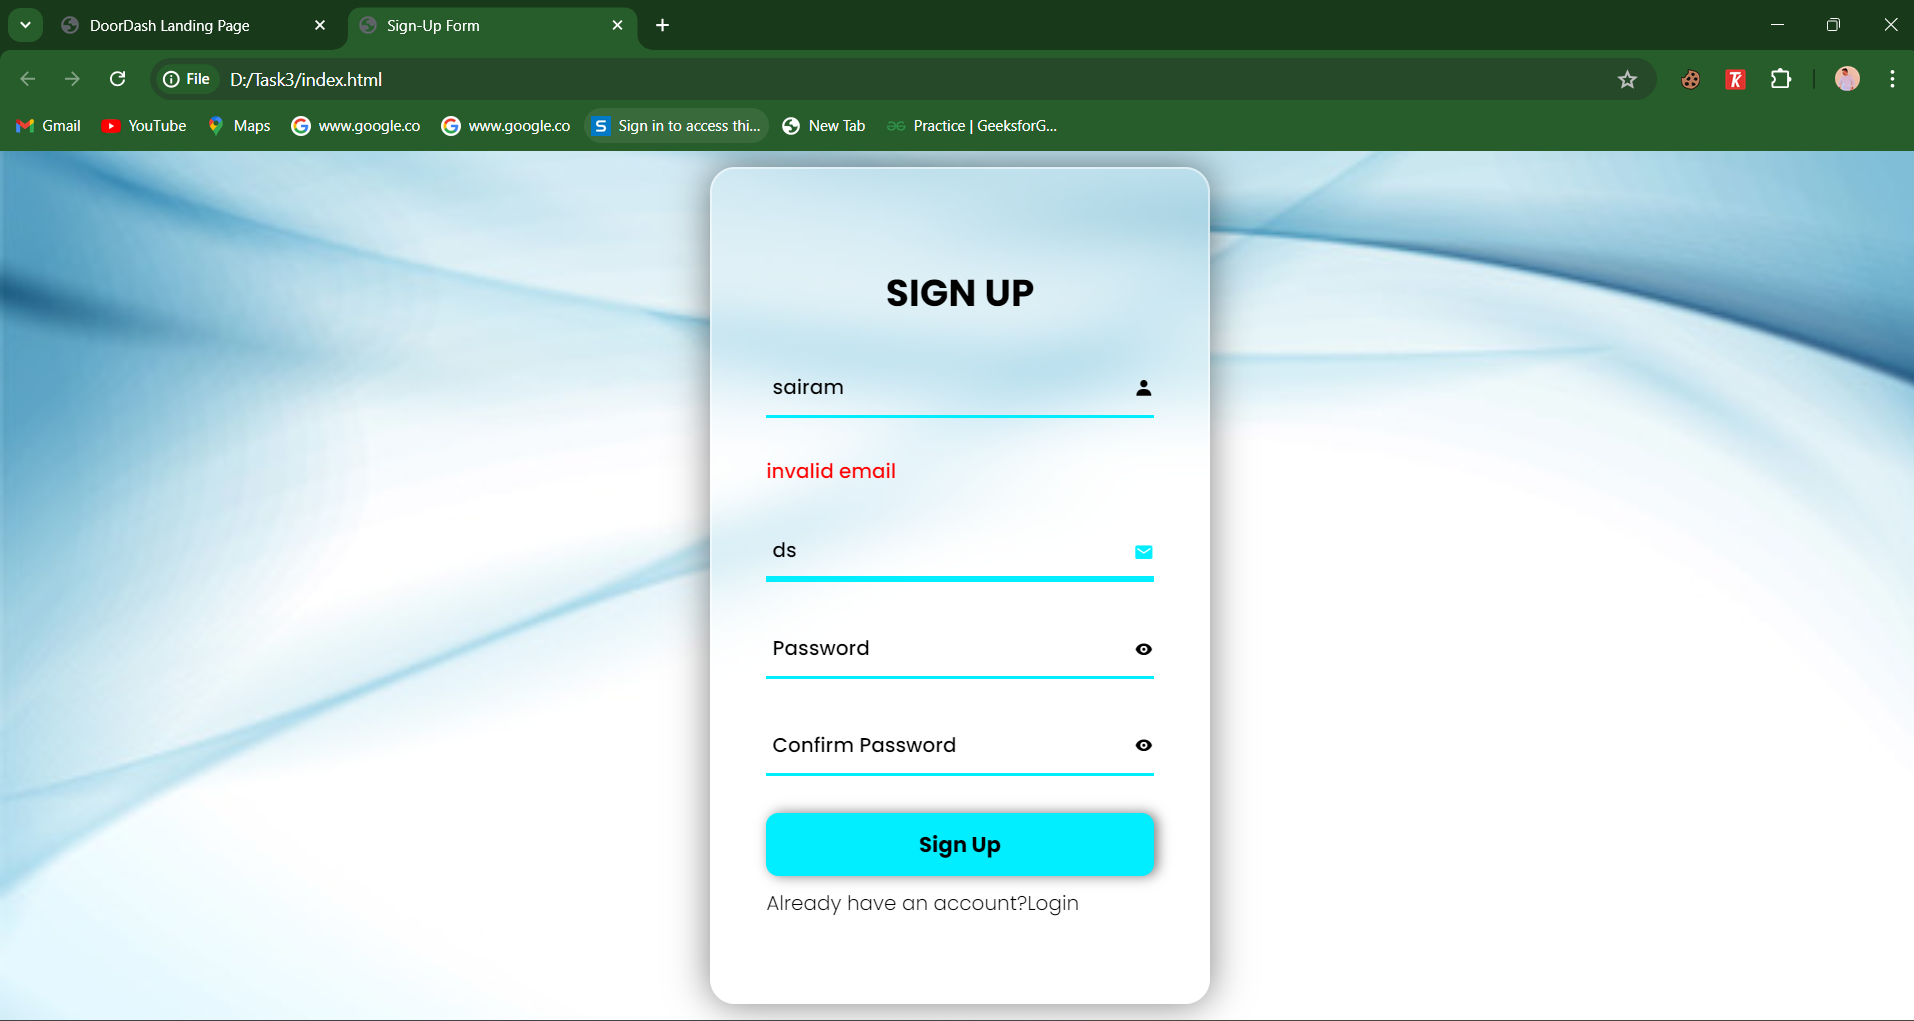 DoorDash Landing Page
Sign-Up Form
File D:/Task3/index.html
Gmail YouTube Maps www.google.co www.google.co Sign in to access thi... New Tab Practice | GeeksforG...
SIGN UP
sairam
invalid email
ds
Password
Confirm Password
Sign Up
Already have an account?Login